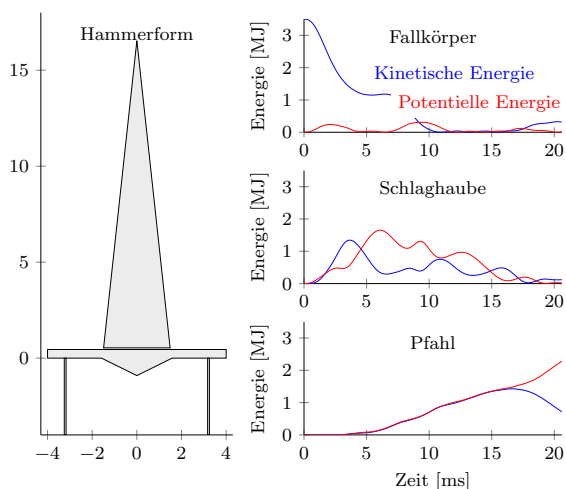 Hammerform
15
10
5
0
−4 −2 0 2 4
Energie [MJ]
3
2
1
0
Fallkörper
Kinetische Energie
Potentielle Energie
0 5 10 15 20
Energie [MJ]
3
2
1
0
Schlaghaube
0 5 10 15 20
Energie [MJ]
3
2
1
0
Pfahl
0 5 10 15 20
Zeit [ms]